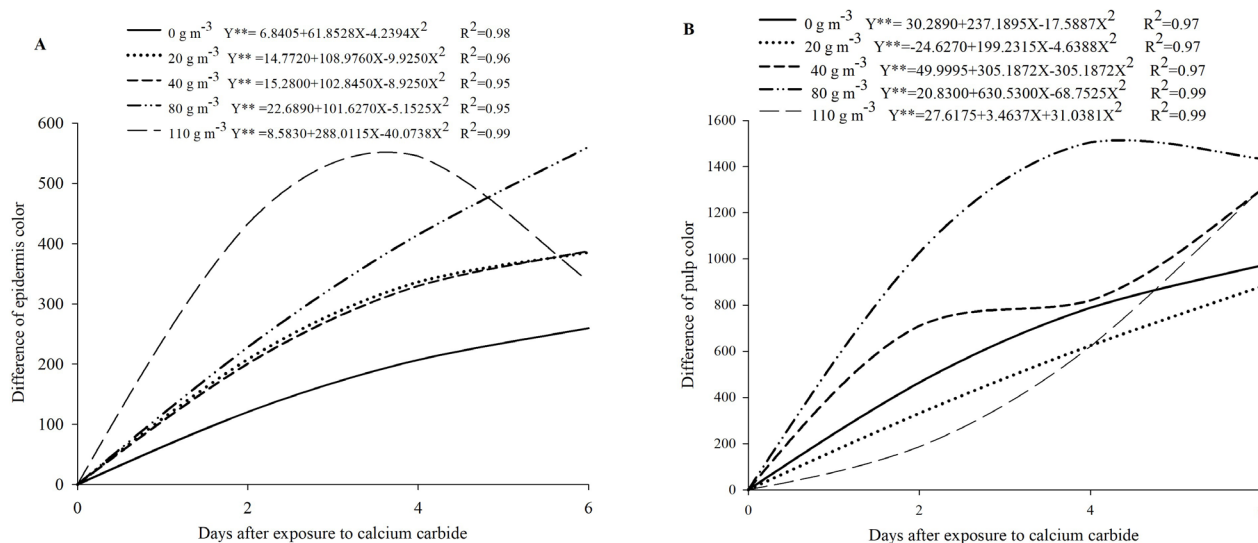 A
0 g m⁻³ Y**= 6.8405+61.8528X-4.2394X² R²=0.98
20 g m⁻³ Y** =14.7720+108.9760X-9.9250X² R²=0.96
40 g m⁻³ Y** =15.2800+102.8450X-8.9250X² R²=0.95
80 g m⁻³ Y** =22.6890+101.6270X-5.1525X² R²=0.95
110 g m⁻³ Y** =8.5830+288.0115X-40.0738X² R²=0.99
600
500
400
300
200
100
0
Difference of epidermis color
0 2 4 6
Days after exposure to calcium carbide
B
0 g m⁻³ Y**= 30.2890+237.1895X-17.5887X² R²=0.97
20 g m⁻³ Y**=-24.6270+199.2315X-4.6388X² R²=0.97
40 g m⁻³ Y**=49.9995+305.1872X-305.1872X² R²=0.97
80 g m⁻³ Y**=20.8300+630.5300X-68.7525X² R²=0.99
110 g m⁻³ Y**=27.6175+3.4637X+31.0381X² R²=0.99
1600
1400
1200
1000
800
600
400
200
0
Difference of pulp color
0 2 4
Days after exposure to calcium carbide